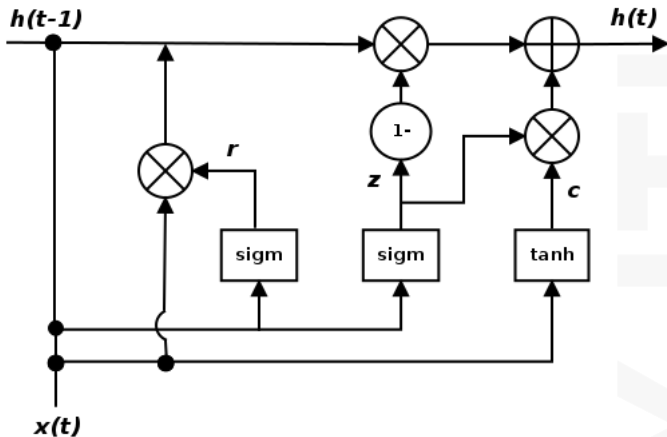 h(t-1)
h(t)
1-
r
z
c
sigm
sigm
tanh
x(t)